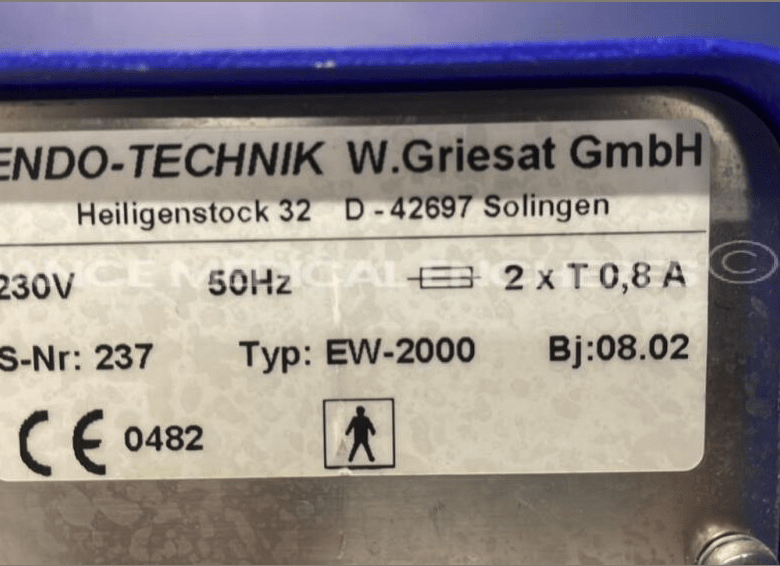 ENDO-TECHNIK W.Griesat GmbH
Heiligenstock 32 D - 42697 Solingen
230V 50Hz 2 x T 0,8 A
S-Nr: 237 Typ: EW-2000 Bj:08.02
CE 0482